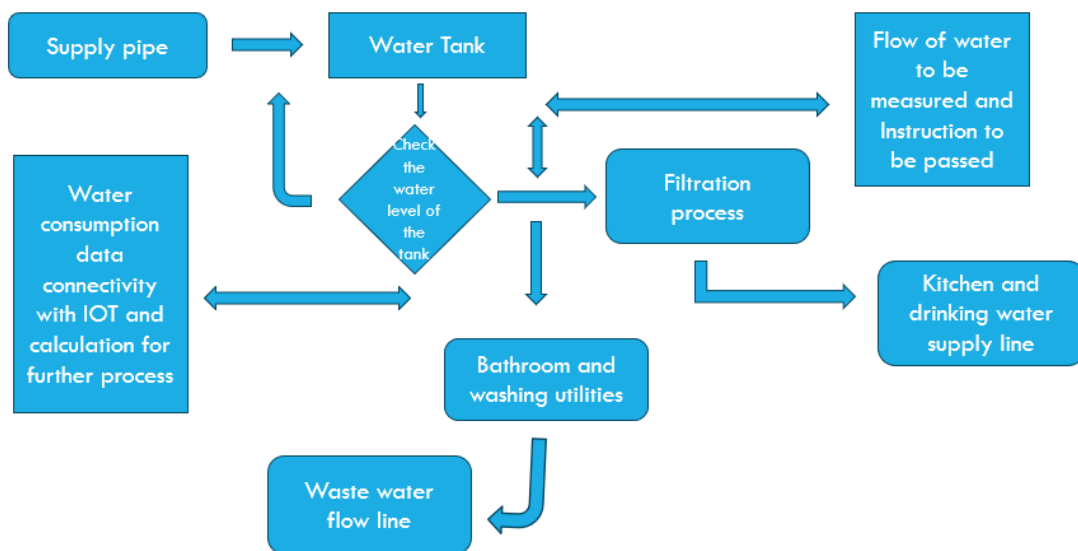 Supply pipe
Water Tank
Flow of water
to be
measured and
Instruction to
be passed
Check
the
water
level of
the
tank
Filtration
process
Water
consumption
data
connectivity
with IOT and
calculation for
further process
Kitchen and
drinking water
supply line
Bathroom and
washing utilities
Waste water
flow line